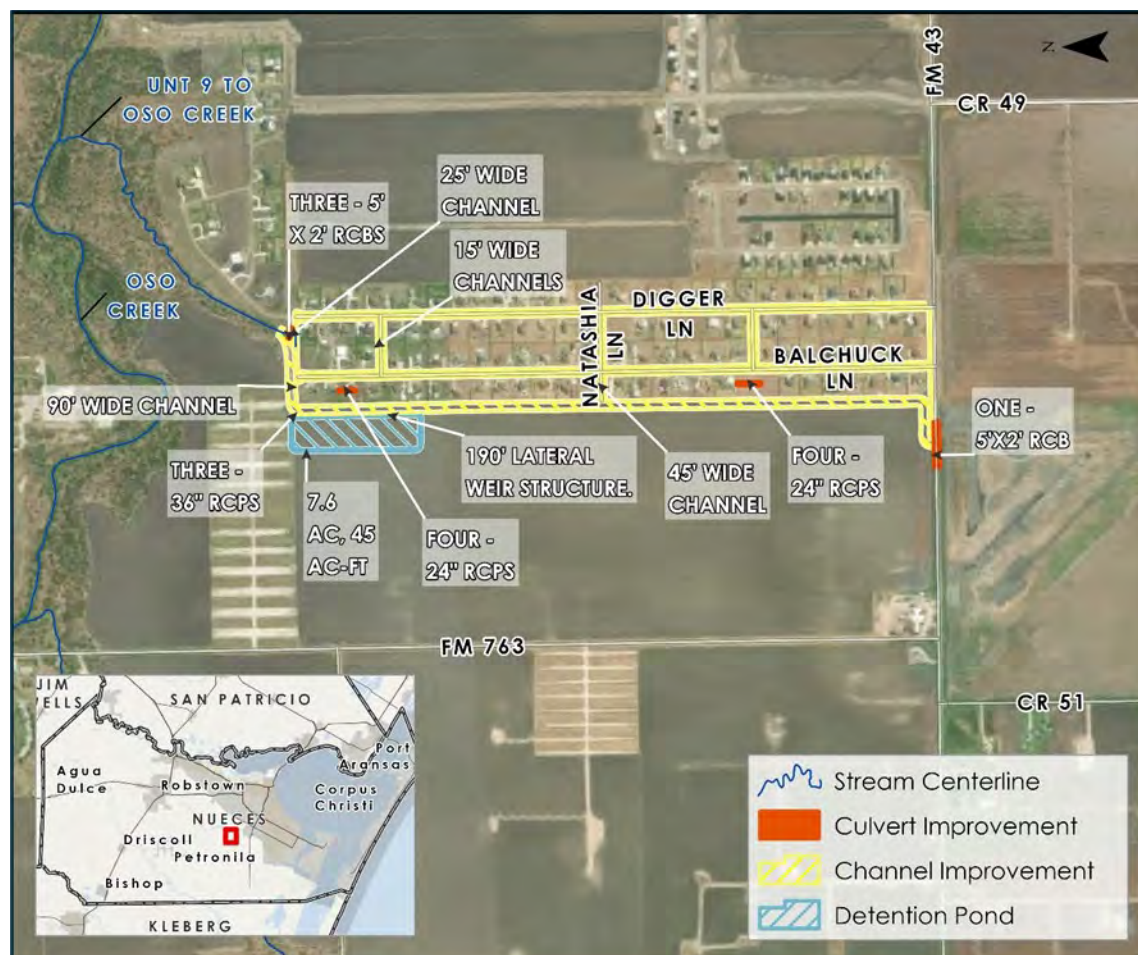 FM 43
N
UNT 9 TO
OSO CREEK
CR 49
25' WIDE
CHANNEL
THREE - 5'
X 2' RCBS
15' WIDE
CHANNELS
OSO
CREEK
NATASHIA
LN
DIGGER
LN
BALCHUCK
LN
90' WIDE CHANNEL
ONE -
5'X2' RCB
THREE -
36" RCPS
190' LATERAL
WEIR STRUCTURE.
45' WIDE
CHANNEL
FOUR -
24" RCPS
7.6
AC, 45
AC-FT
FOUR -
24" RCPS
FM 763
CR 51
JIM
WELLS
SAN PATRICIO
Port
Aransas
Agua
Dulce
Robstown
Corpus
Christi
NUECES
Driscoll
Petronila
Bishop
KLEBERG
Stream Centerline
Culvert Improvement
Channel Improvement
Detention Pond